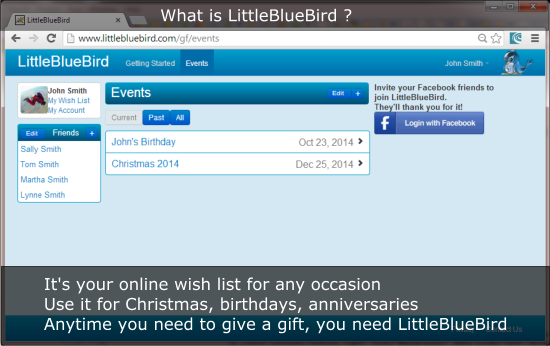 What is LittleBlueBird ?
LittleBlueBird
www.littlebluebird.com/gf/events
LittleBlueBird
Getting Started
Events
John Smith
John Smith
My Wish List
My Account
Edit Friends +
Sally Smith
Tom Smith
Martha Smith
Lynne Smith
Events
Edit +
Current Past All
John's Birthday Oct 23, 2014
Christmas 2014 Dec 25, 2014
Invite your Facebook friends to
join LittleBlueBird.
They'll thank you for it!
f Login with Facebook
It's your online wish list for any occasion
Use it for Christmas, birthdays, anniversaries
Anytime you need to give a gift, you need LittleBlueBird